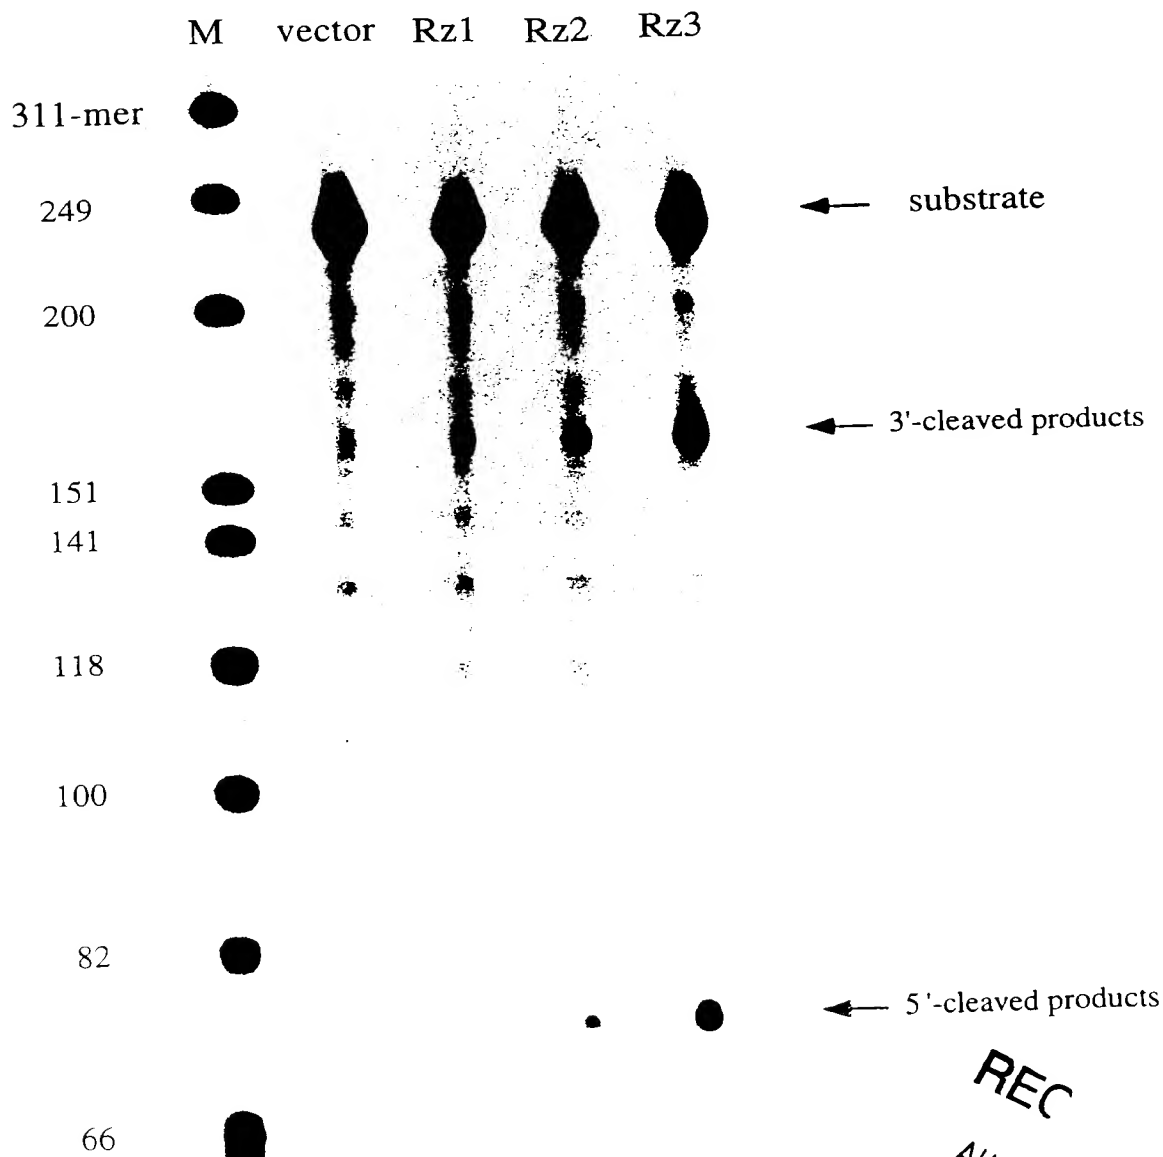 M vector Rz1 Rz2 Rz3
311-mer
249
substrate
200
3'-cleaved products
151
141
118
100
82
5'-cleaved products
REC
66